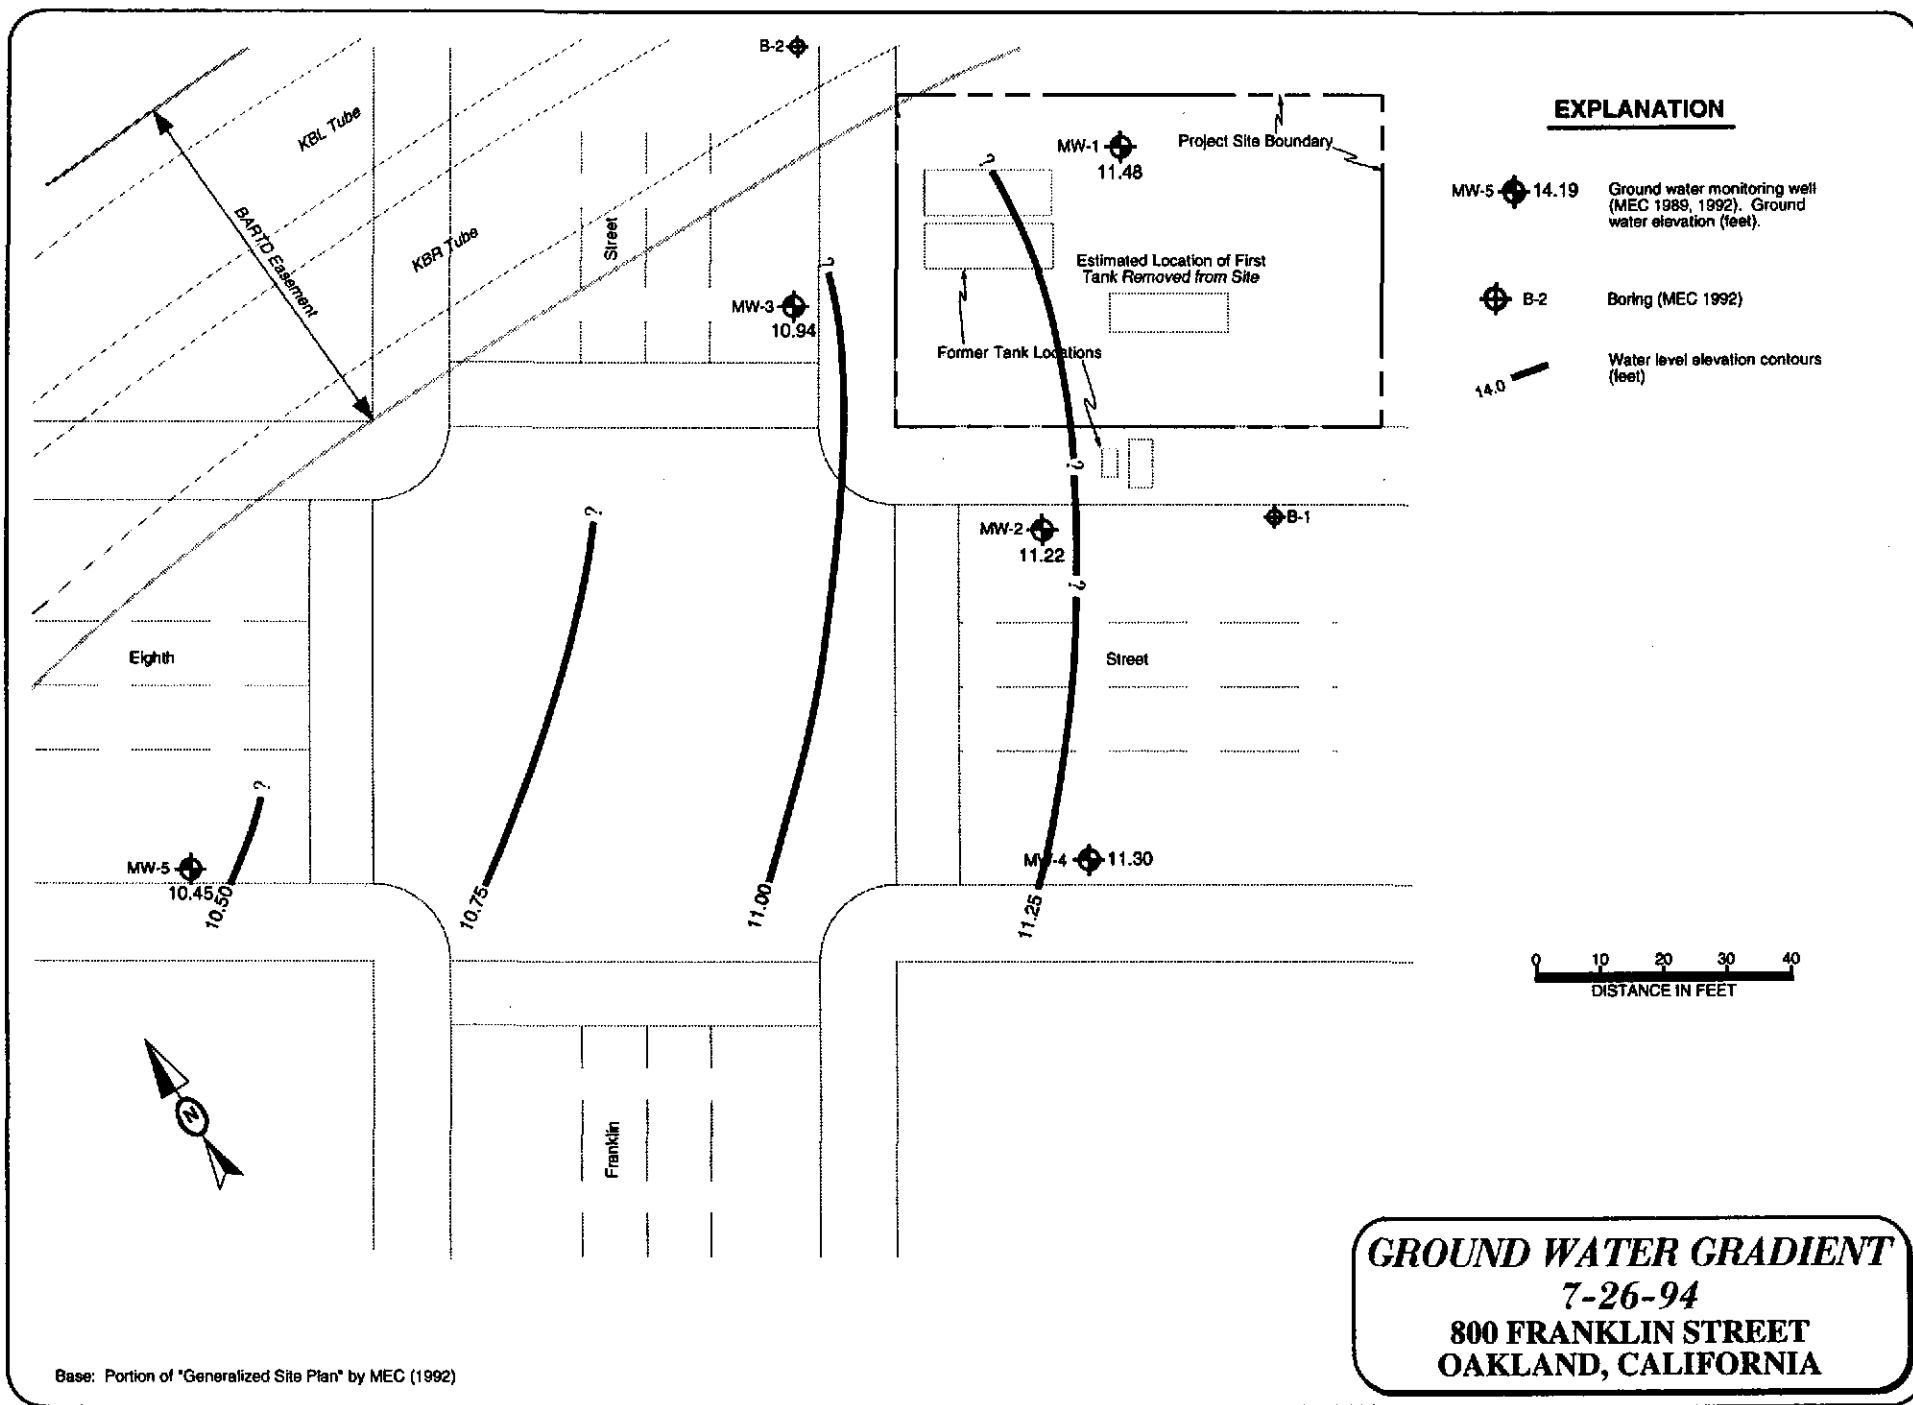 B-2
KBL Tube
BARTD Easement
KBR Tube
Street
MW-1
11.48
Project Site Boundary
?
?
MW-3
10.94
Estimated Location of First
Tank Removed from Site
Former Tank Locations
?
?
MW-2
11.22
B-1
?
Eighth
Street
?
MW-5
10.45
10.50
10.75
11.00
MW-4
11.30
11.25
N
Franklin
EXPLANATION
MW-5 14.19
Ground water monitoring well
(MEC 1989, 1992). Ground
water elevation (feet).
B-2
Boring (MEC 1992)
14.0
Water level elevation contours
(feet)
0 10 20 30 40
DISTANCE IN FEET
GROUND WATER GRADIENT
7-26-94
800 FRANKLIN STREET
OAKLAND, CALIFORNIA
Base: Portion of "Generalized Site Plan" by MEC (1992)